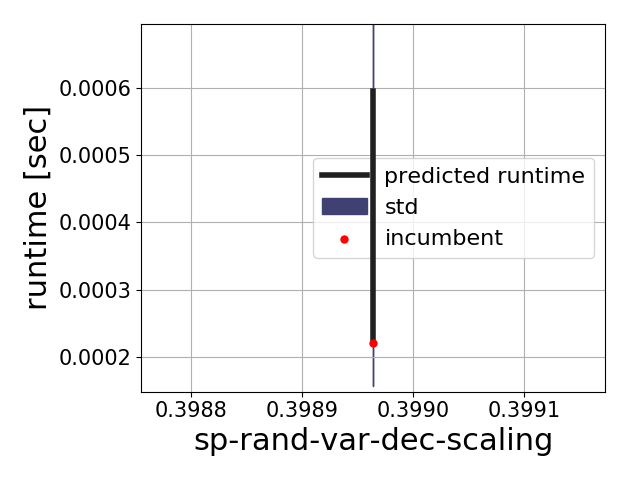 runtime [sec]
0.0006
0.0005
0.0004
0.0003
0.0002
predicted runtime
std
incumbent
0.3988 0.3989 0.3990 0.3991
sp-rand-var-dec-scaling